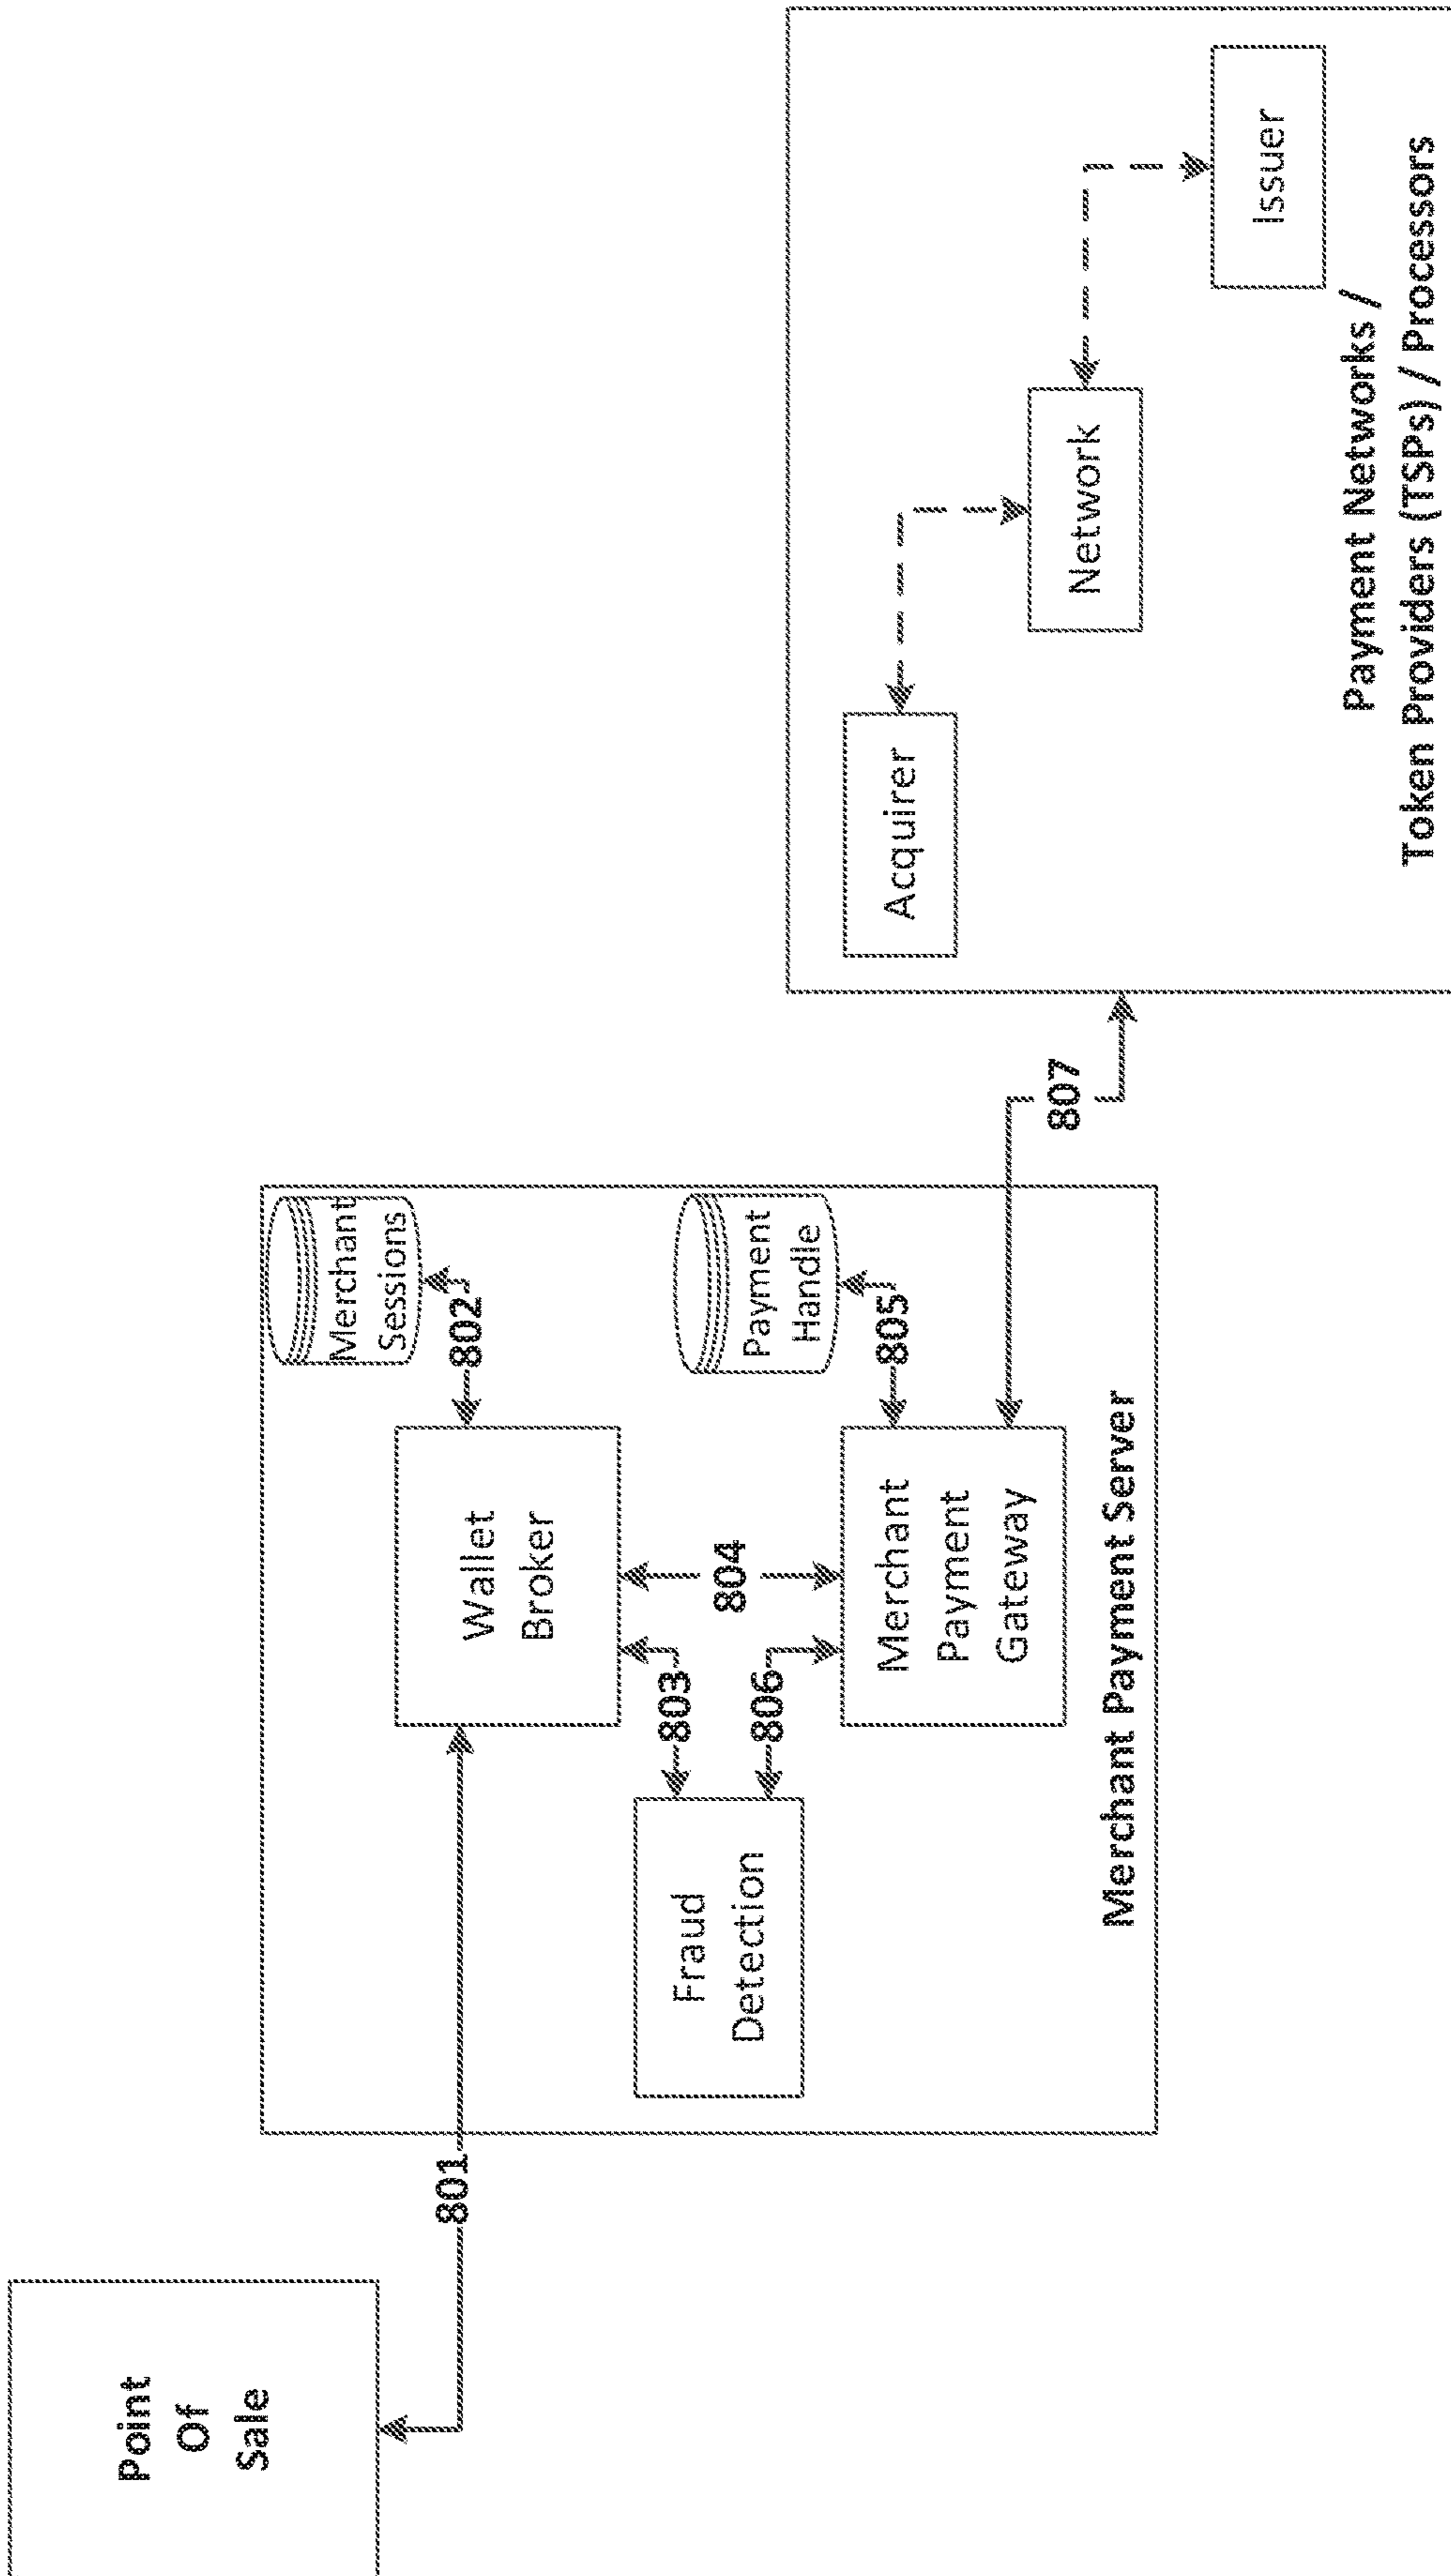 Point
Of
Sale
801
Merchant
Sessions
802
Wallet
Broker
803
804
Fraud
Detection
806
805
Payment
Handle
Merchant
Payment
Gateway
Merchant Payment Server
807
Acquirer
Network
Issuer
Payment Networks /
Token Providers (TSPs) / Processors